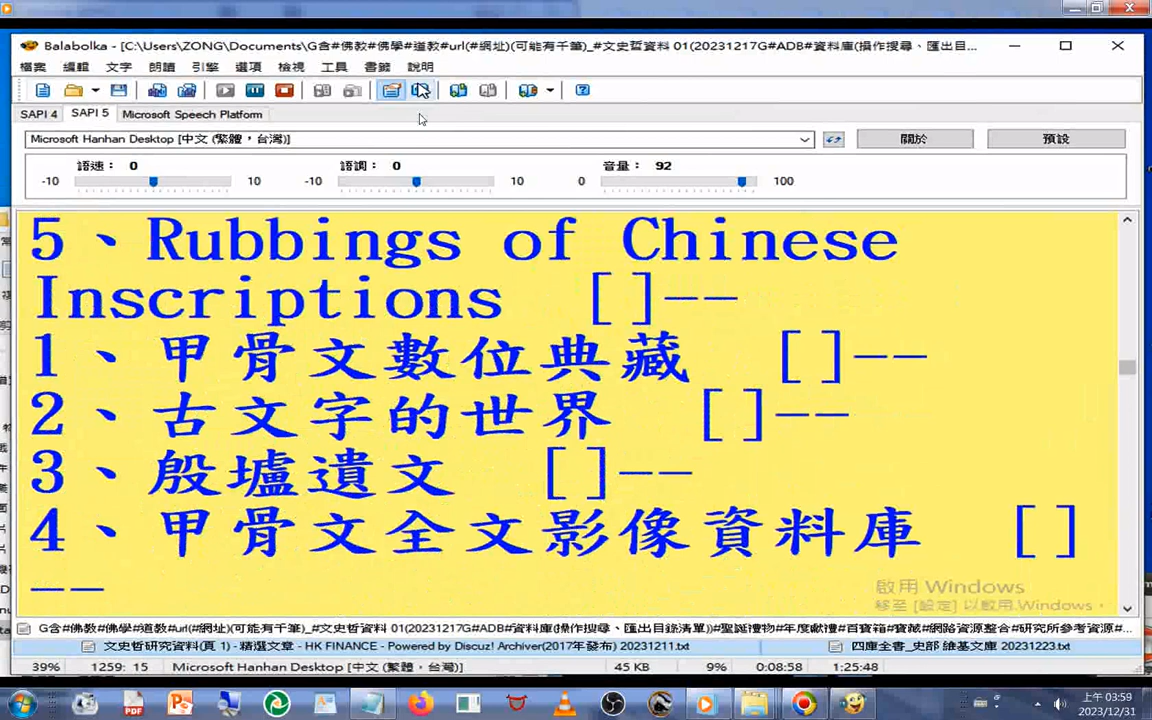 Balabolka - [C:\Users\ZONG\Documents\G含#佛教#佛學#道教#url(#網址)(可能有千筆)_#文史哲資料 01(20231217G#ADB#資料庫(操作搜尋、匯出目...
檔案 編輯 文字 朗讀 引擎 選項 檢視 工具 書籤 說明
SAPI 4 SAPI 5 Microsoft Speech Platform
Microsoft Hanhan Desktop [中文 (繁體，台灣)] 關於 預設
語速： 0 語調： 0 音量： 92
-10 10 -10 10 0 100
5、Rubbings of Chinese
Inscriptions []--
1、甲骨文數位典藏 []--
2、古文字的世界 []--
3、殷墟遺文 []--
4、甲骨文全文影像資料庫 []
--
啟用 Windows
移至 [設定] 以啟用 Windows。
G含#佛教#佛學#道教#url(#網址)(可能有千筆)_#文史哲資料 01(20231217G#ADB#資料庫(操作搜尋、匯出目錄清單))#聖誕禮物#年度獻禮#百寶箱#寶藏#網路資源整合#研究所參考資源#...
文史哲研究資料(頁 1) - 精選文章 - HK FINANCE - Powered by Discuz! Archiver(2017年發布) 20231211.txt 四庫全書_史部 維基文庫 20231223.txt
39% 1259: 15 Microsoft Hanhan Desktop [中文 (繁體，台灣)] 45 KB 9% 0:08:58 1:25:48
上午 03:59
2023/12/31